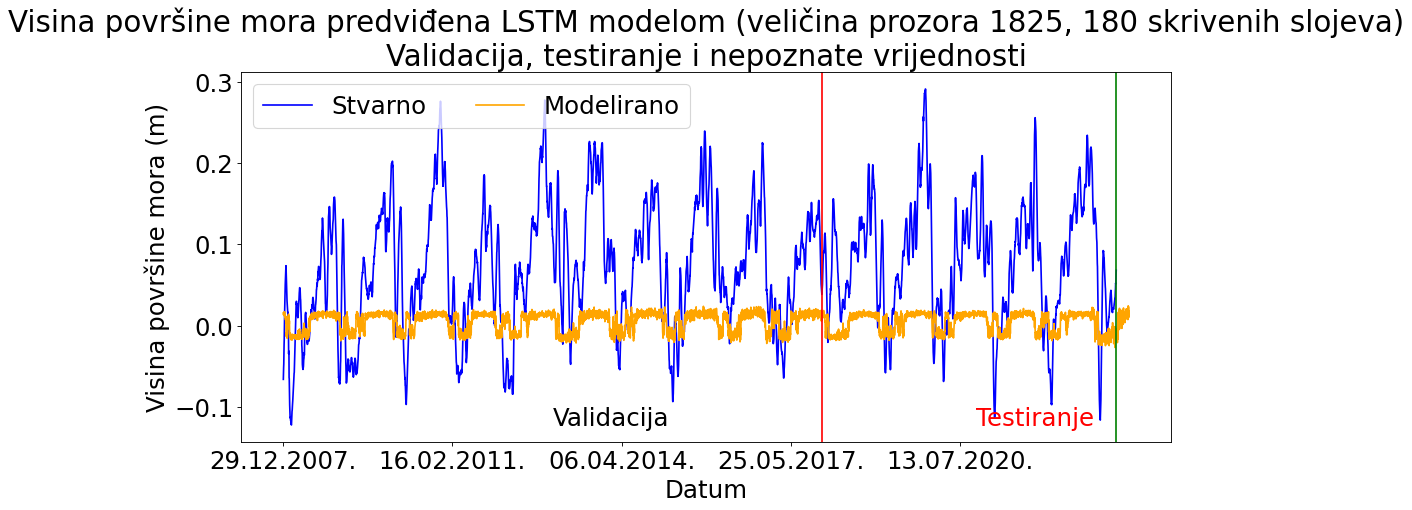 Visina površine mora predviđena LSTM modelom (veličina prozora 1825, 180 skrivenih slojeva)
Validacija, testiranje i nepoznate vrijednosti
Stvarno
Modelirano
Visina površine mora (m)
0.3
0.2
0.1
0.0
−0.1
Validacija
Testiranje
29.12.2007.
16.02.2011.
06.04.2014.
25.05.2017.
13.07.2020.
Datum